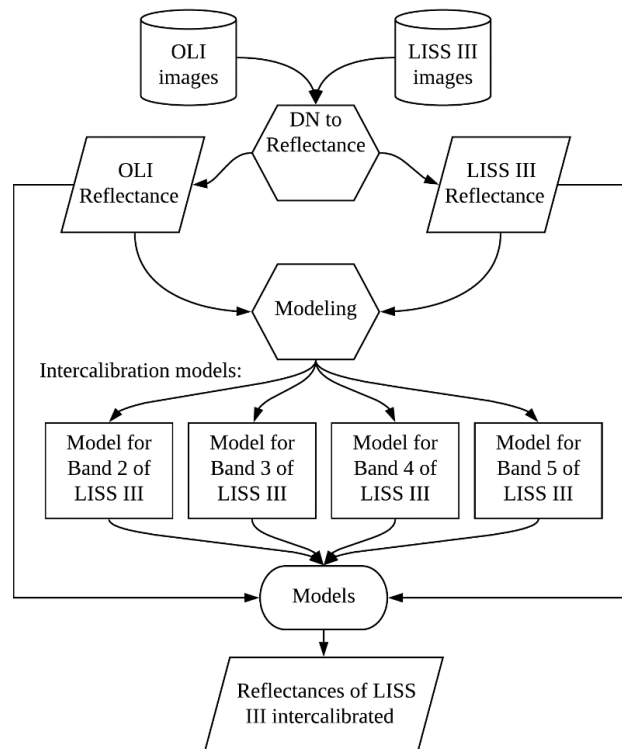 OLI
images
LISS III
images
DN to
Reflectance
OLI
Reflectance
LISS III
Reflectance
Modeling
Intercalibration models:
Model for
Band 2 of
LISS III
Model for
Band 3 of
LISS III
Model for
Band 4 of
LISS III
Model for
Band 5 of
LISS III
Models
Reflectances of LISS
III intercalibrated